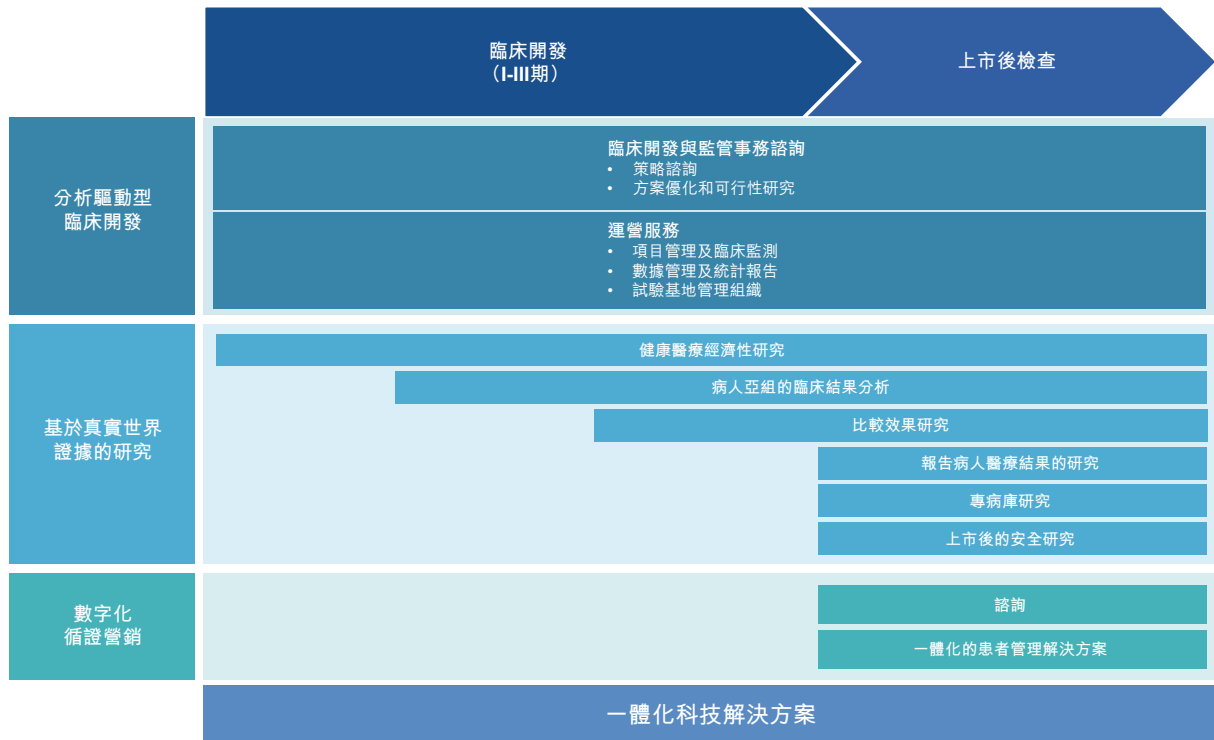 臨床開發
（I-III期）
上市後檢查
分析驅動型
臨床開發
臨床開發與監管事務諮詢
• 策略諮詢
• 方案優化和可行性研究
運營服務
• 項目管理及臨床監測
• 數據管理及統計報告
• 試驗基地管理組織
基於真實世界
證據的研究
健康醫療經濟性研究
病人亞組的臨床結果分析
比較效果研究
報告病人醫療結果的研究
專病庫研究
上市後的安全研究
數字化
循證營銷
諮詢
一體化的患者管理解決方案
一體化科技解決方案